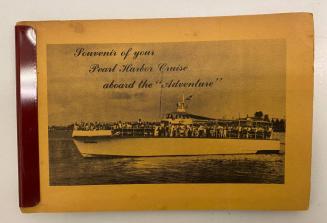 Souvenir of your
Pearl Harbor Cruise
aboard the "Adventure"